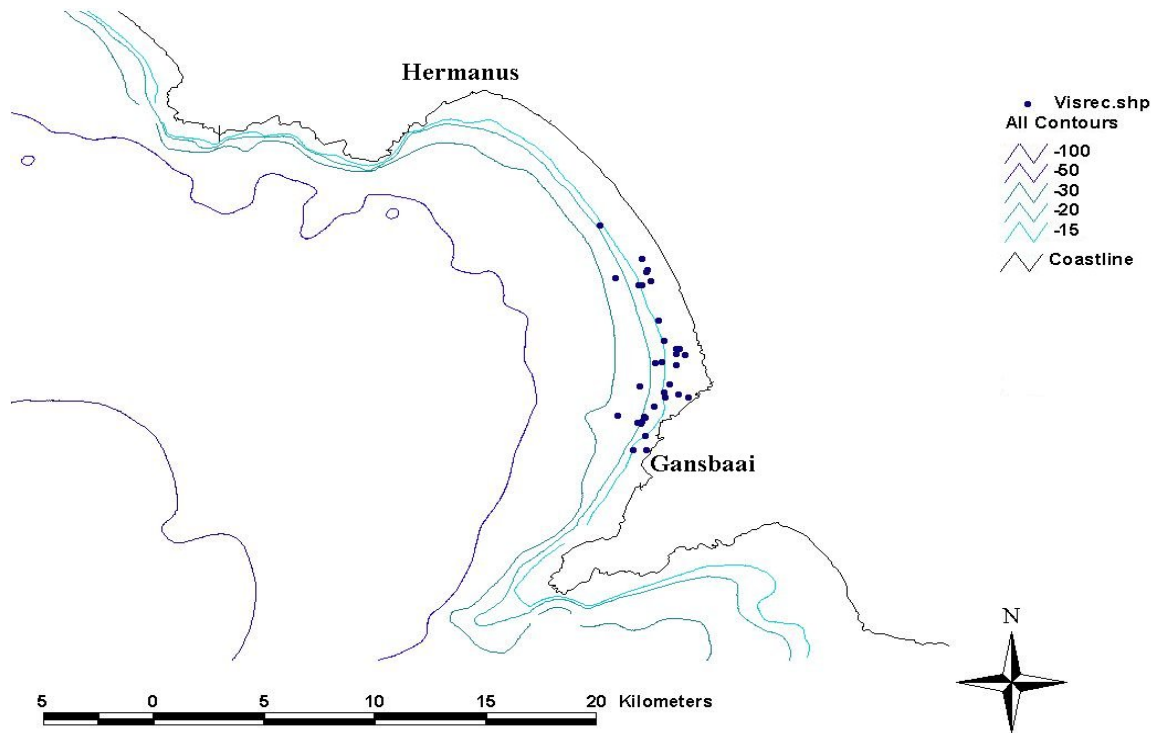 Hermanus
Visrec.shp
All Contours
-100
-50
-30
-20
-15
Coastline
Gansbaai
N
5 0 5 10 15 20 Kilometers